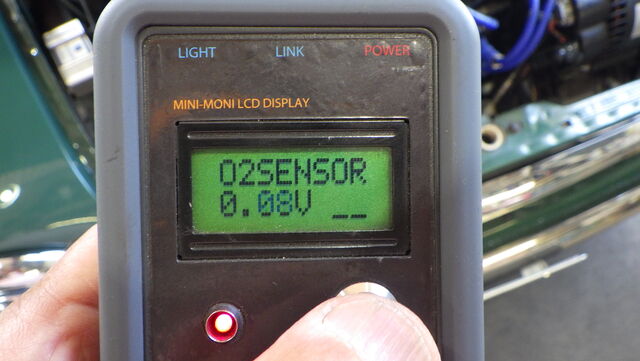 LIGHT LINK POWER
MINI-MONI LCD DISPLAY
O2SENSOR
0.08V __